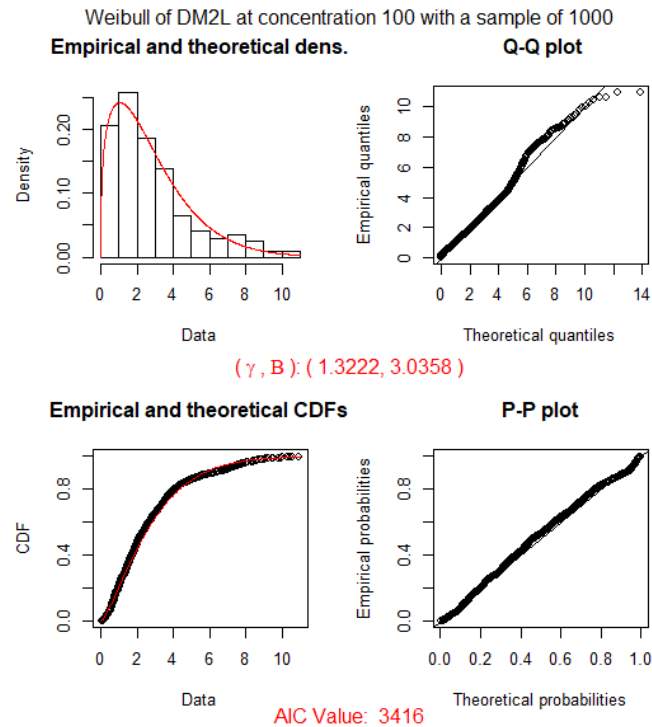 Weibull of DM2L at concentration 100 with a sample of 1000
Empirical and theoretical dens.
Density
0.00 0.10 0.20
0 2 4 6 8 10
Data
Q-Q plot
Empirical quantiles
0 2 4 6 8 10
0 2 4 6 8 10 14
Theoretical quantiles
( γ , B ): ( 1.3222, 3.0358 )
Empirical and theoretical CDFs
CDF
0.0 0.4 0.8
0 2 4 6 8 10
Data
P-P plot
Empirical probabilities
0.0 0.4 0.8
0.0 0.2 0.4 0.6 0.8 1.0
Theoretical probabilities
AIC Value: 3416